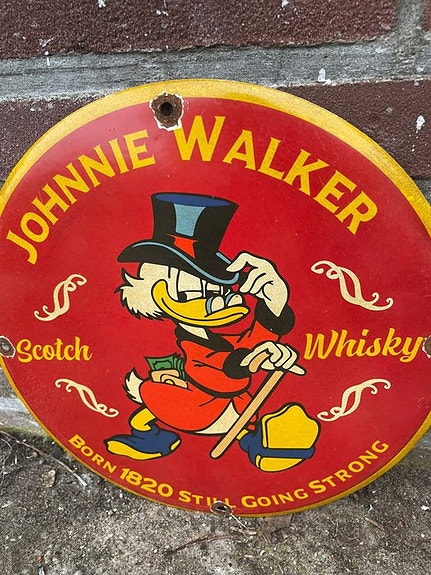 JOHNNIE WALKER
Scotch Whisky
BORN 1820 STILL GOING STRONG